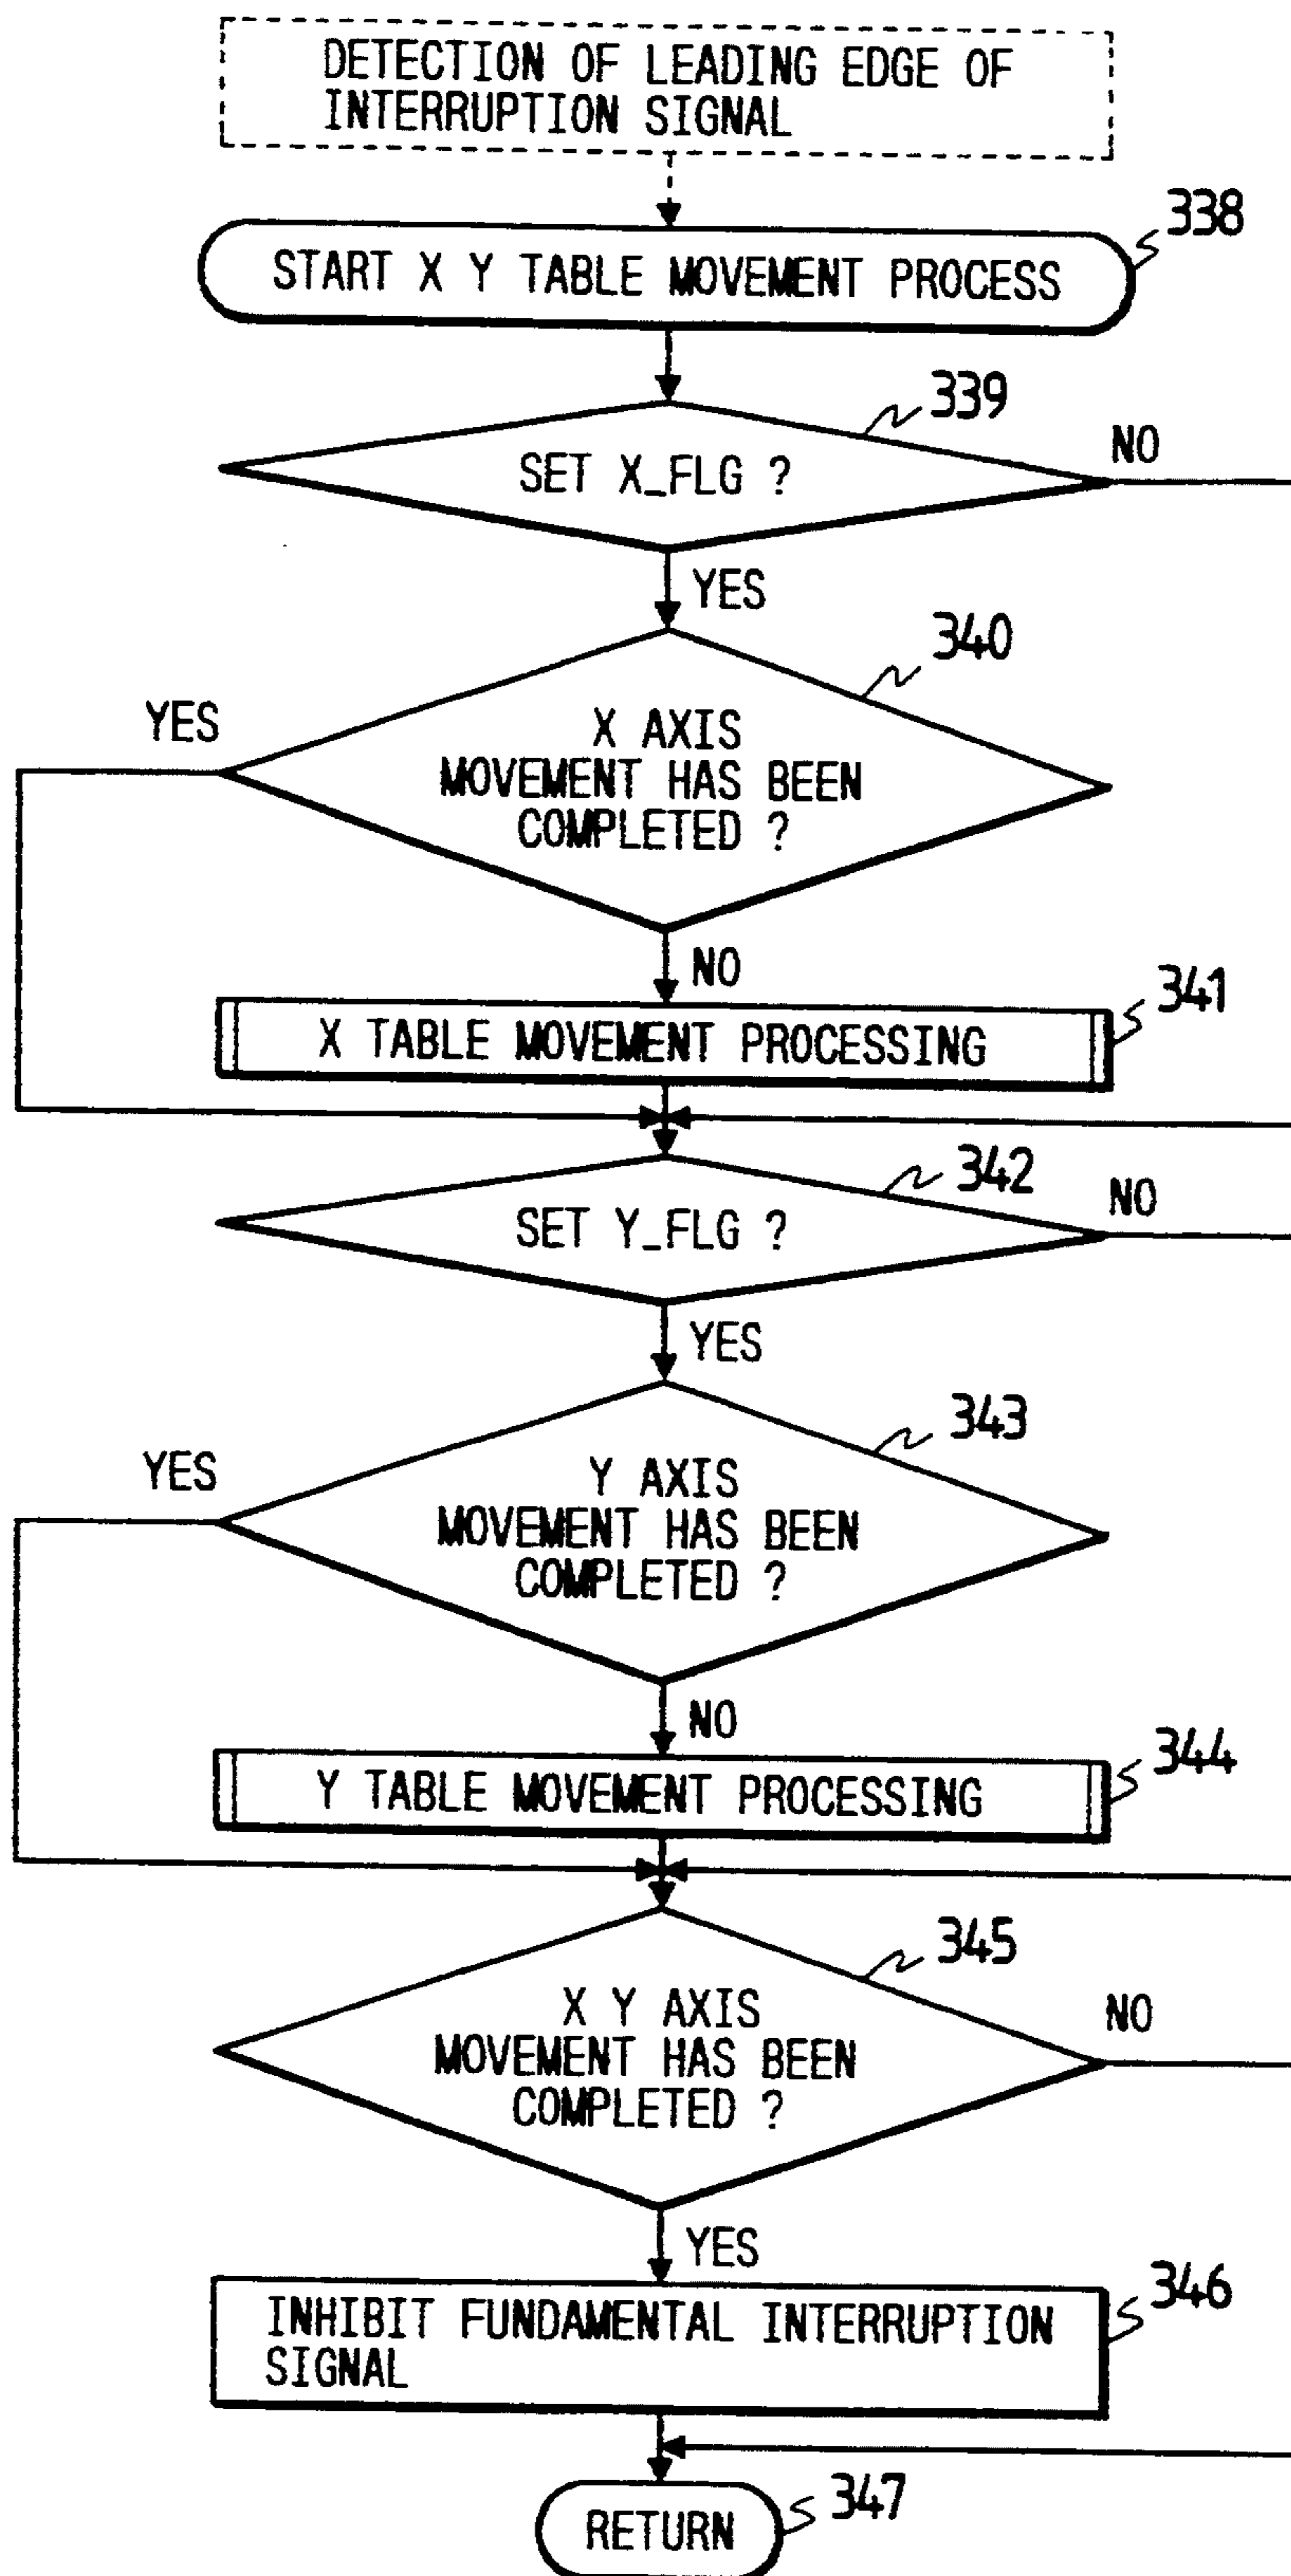 DETECTION OF LEADING EDGE OF
INTERRUPTION SIGNAL
338
START X Y TABLE MOVEMENT PROCESS
339
NO
SET X_FLG ?
YES
340
YES
X AXIS
MOVEMENT HAS BEEN
COMPLETED ?
NO
341
X TABLE MOVEMENT PROCESSING
342
NO
SET Y_FLG ?
YES
343
YES
Y AXIS
MOVEMENT HAS BEEN
COMPLETED ?
NO
344
Y TABLE MOVEMENT PROCESSING
345
NO
X Y AXIS
MOVEMENT HAS BEEN
COMPLETED ?
YES
346
INHIBIT FUNDAMENTAL INTERRUPTION
SIGNAL
347
RETURN